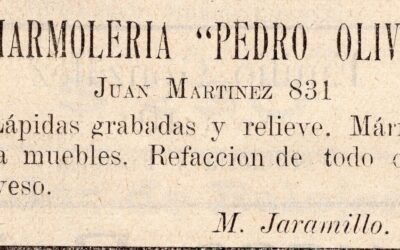 MARMOLERIA "PEDRO OLIV
JUAN MARTINEZ 831
Lápidas grabadas y relieve. Már
a muebles. Refaccion de todo
yeso.
M. Jaramillo.